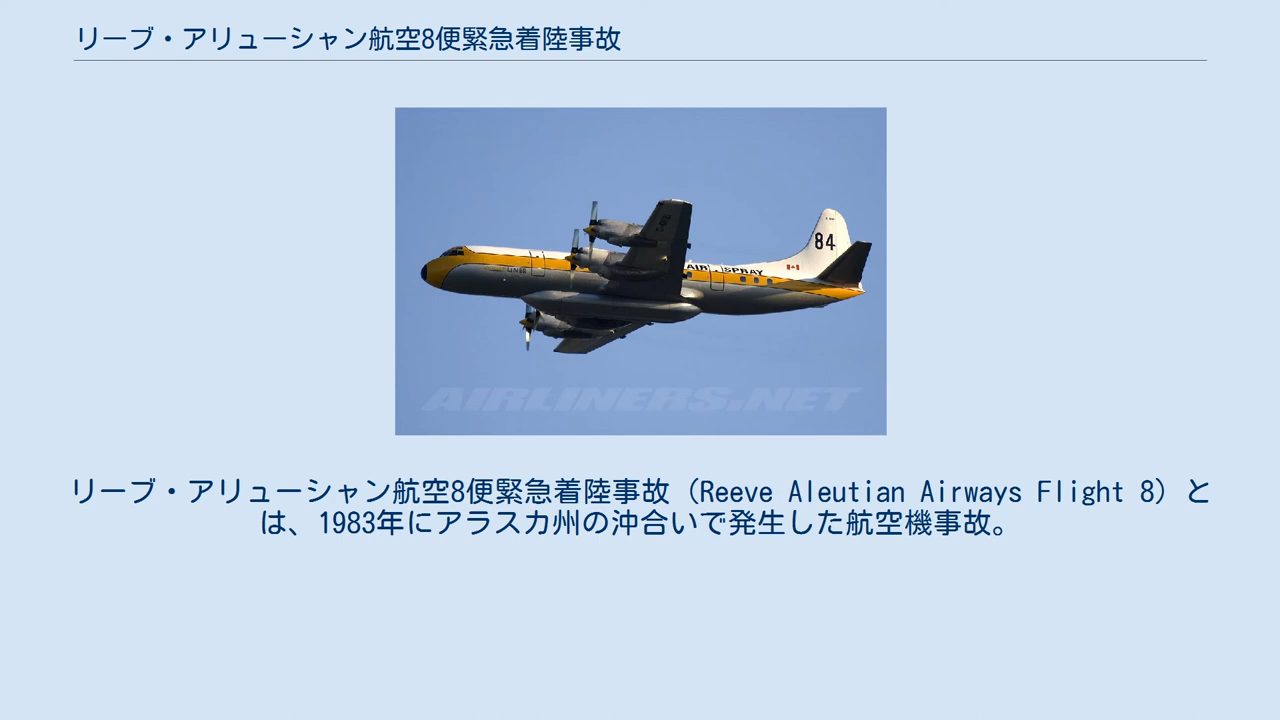 リーブ・アリューシャン航空8便緊急着陸事故
84
AIR SPRAY
AIRLINERS.NET
リーブ・アリューシャン航空8便緊急着陸事故（Reeve Aleutian Airways Flight 8）と
は、1983年にアラスカ州の沖合いで発生した航空機事故。